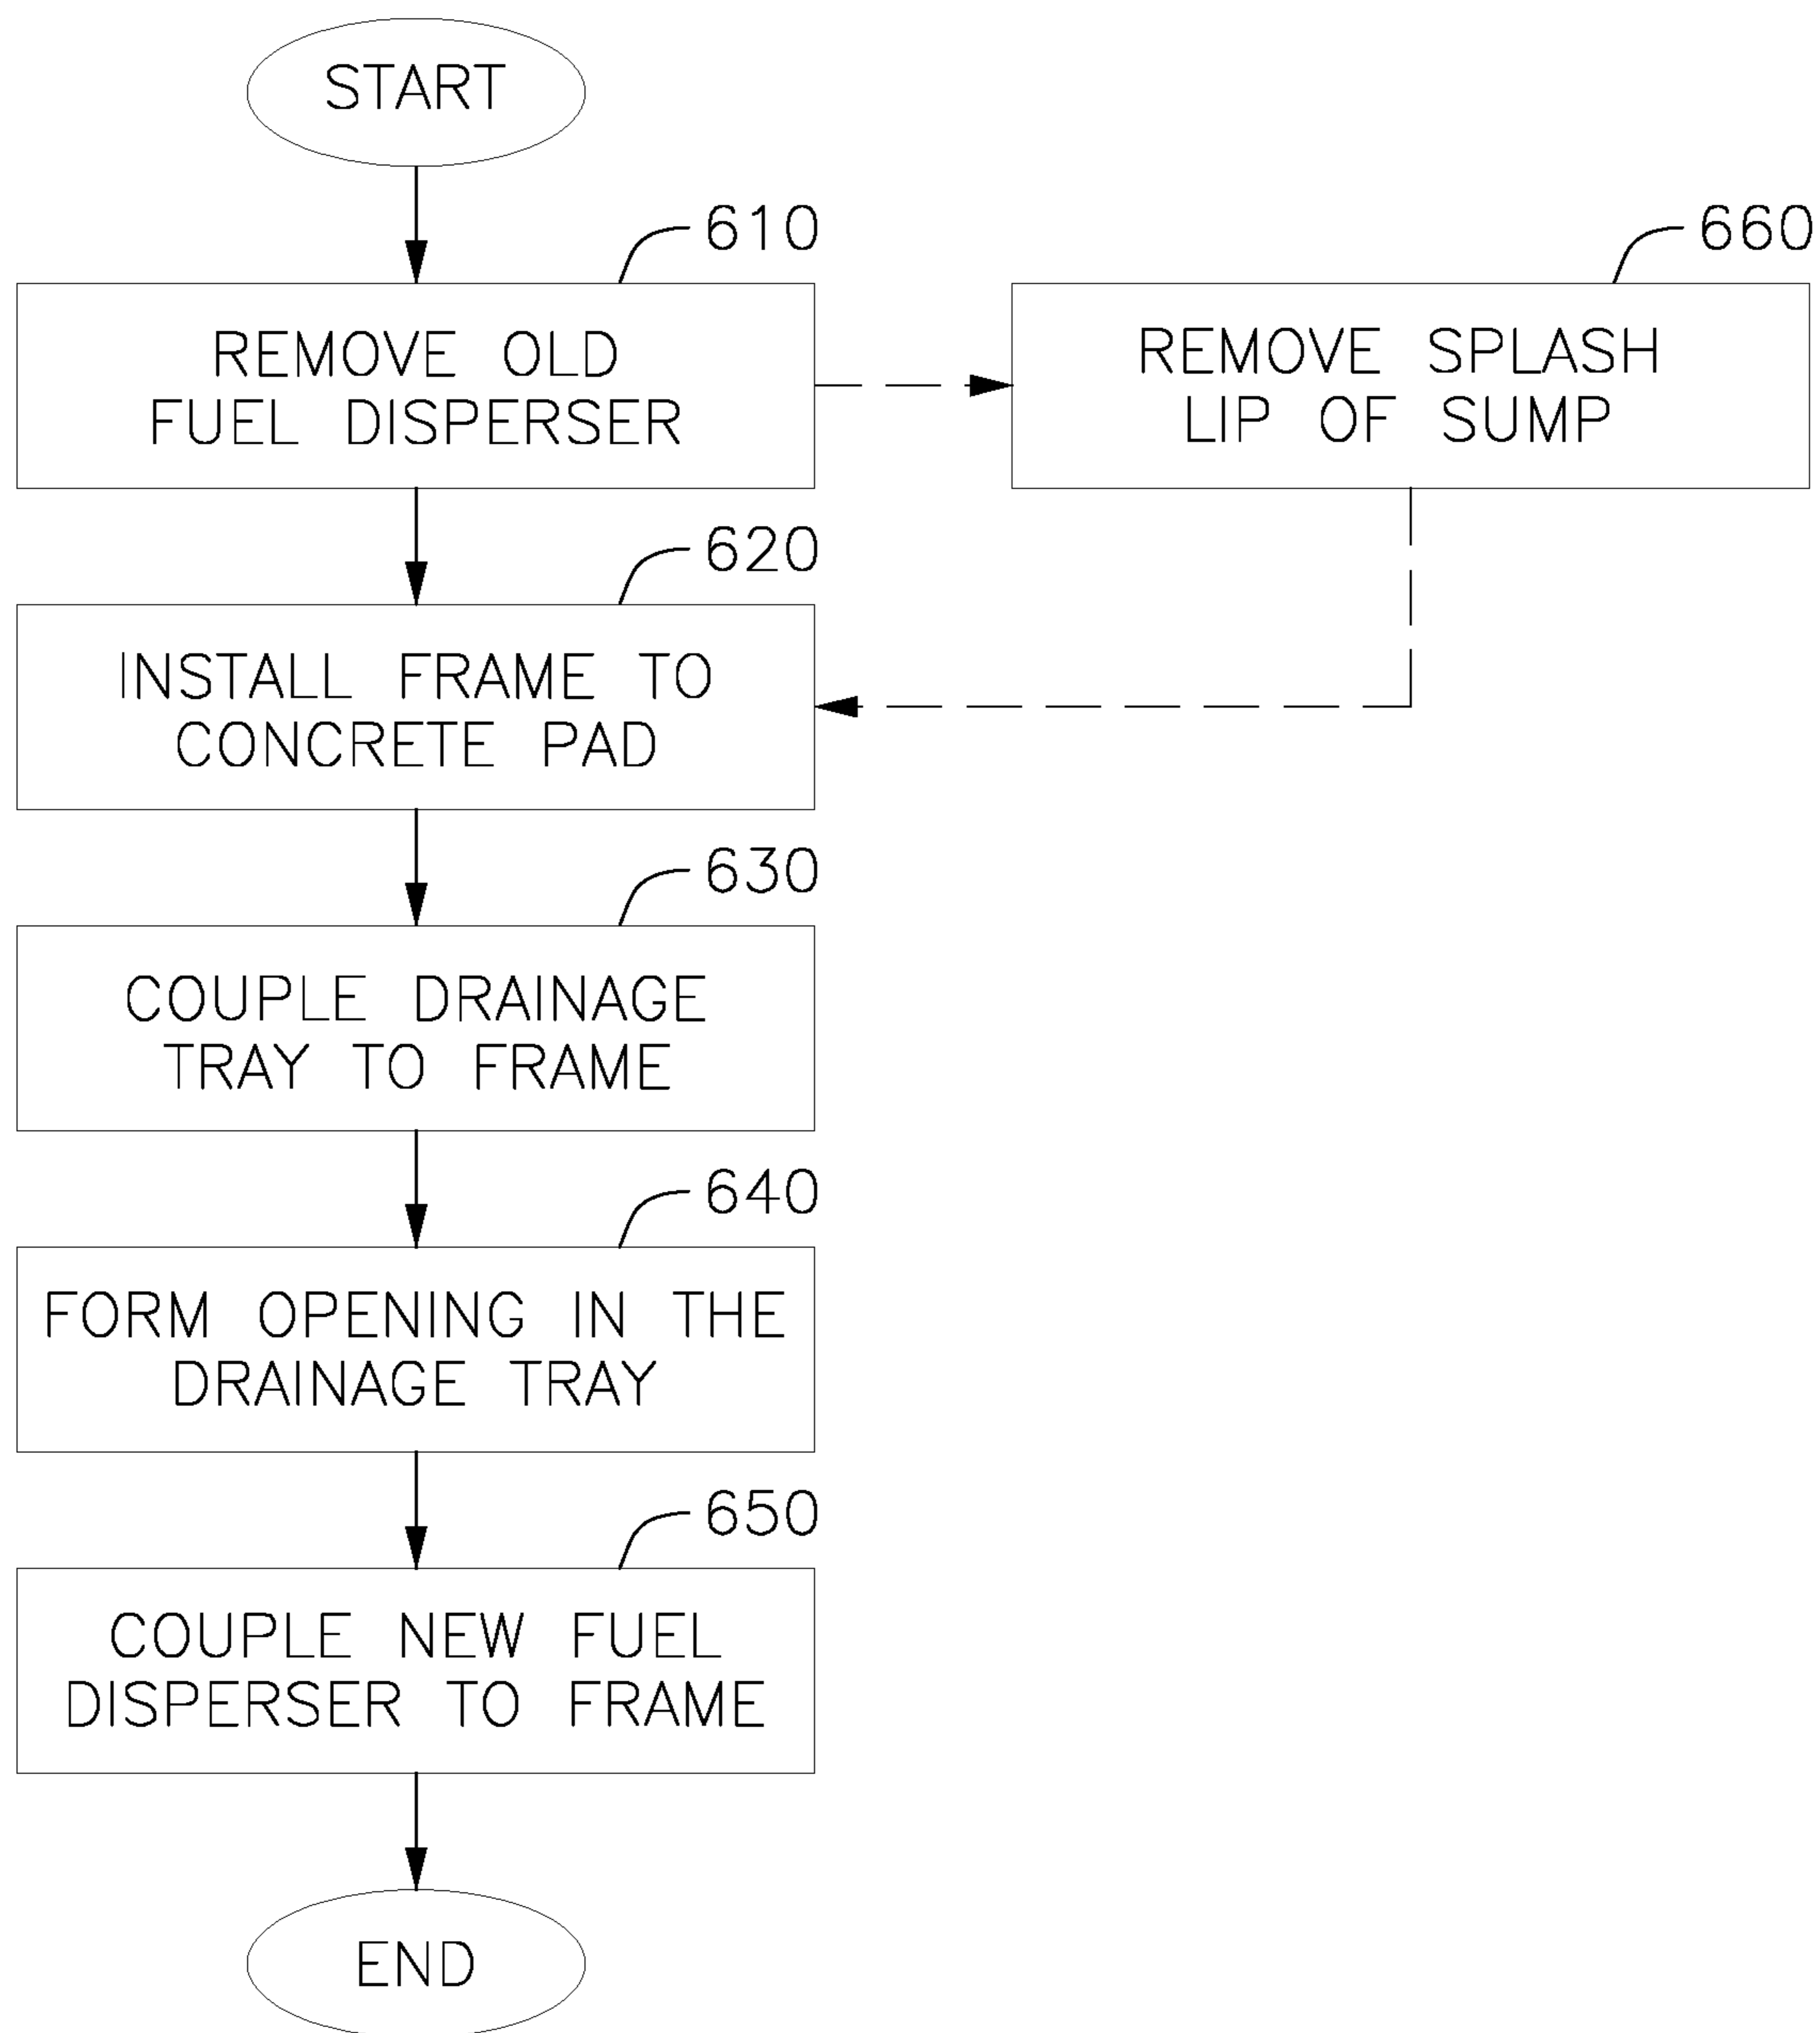 START
610
REMOVE OLD
FUEL DISPERSER
660
REMOVE SPLASH
LIP OF SUMP
620
INSTALL FRAME TO
CONCRETE PAD
630
COUPLE DRAINAGE
TRAY TO FRAME
640
FORM OPENING IN THE
DRAINAGE TRAY
650
COUPLE NEW FUEL
DISPERSER TO FRAME
END